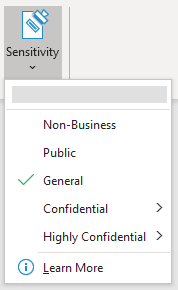 Sensitivity
Non-Business
Public
General
Confidential
Highly Confidential
Learn More